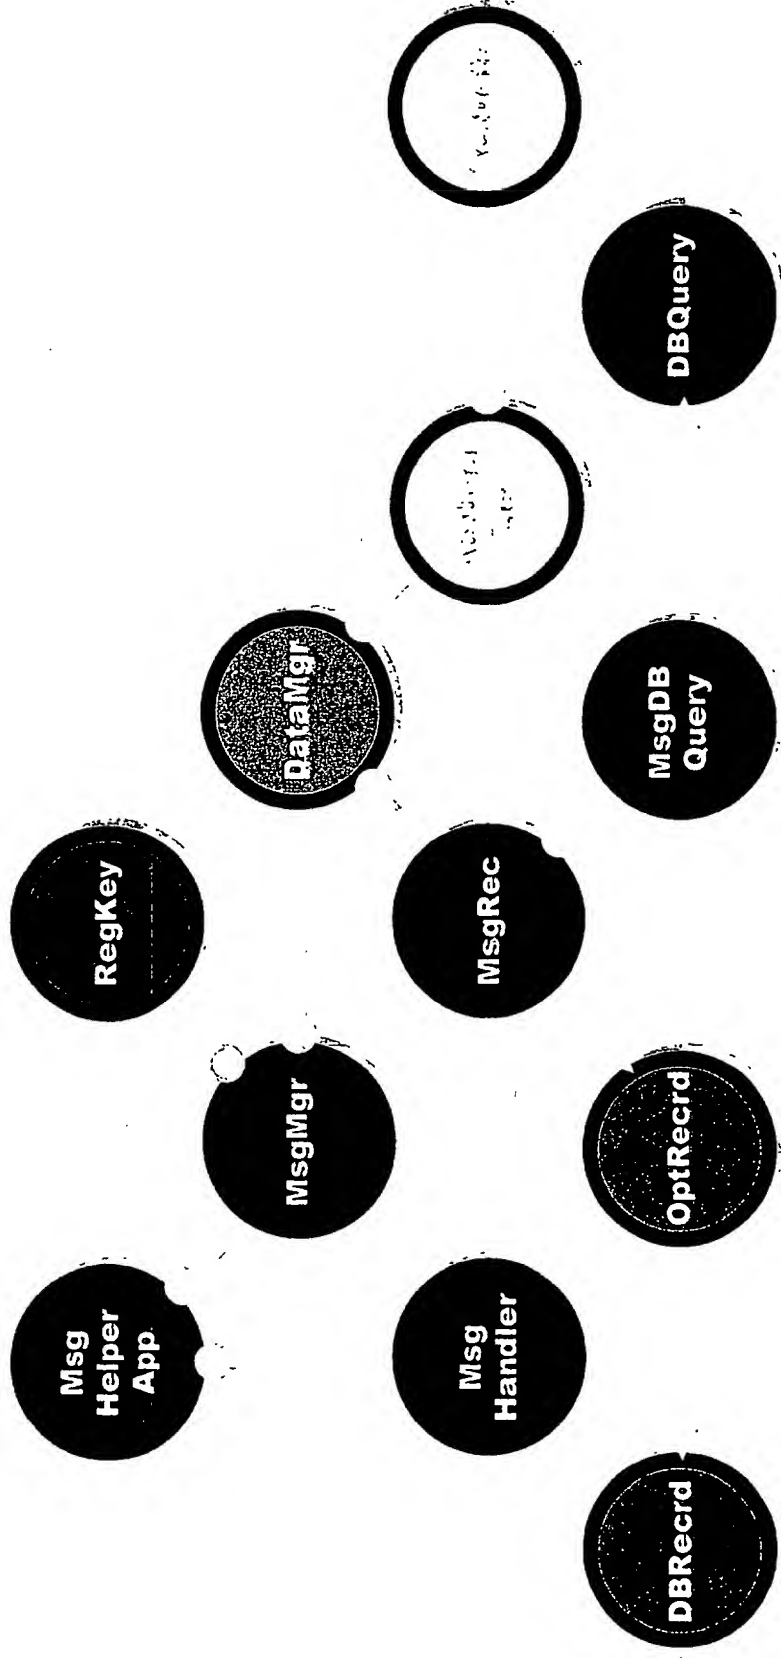 Msg
Helper
App
RegKey
MsgMgr
DataMgr
Msg
Handler
MsgRec
DBRecrd
OptRecrd
MsgDB
Query
DBQuery